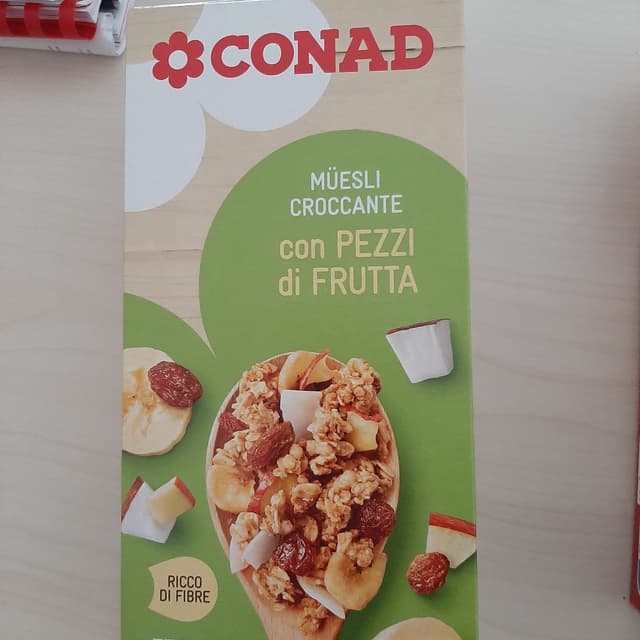 CONAD
MÜESLI
CROCCANTE
con PEZZI
di FRUTTA
RICCO
DI FIBRE